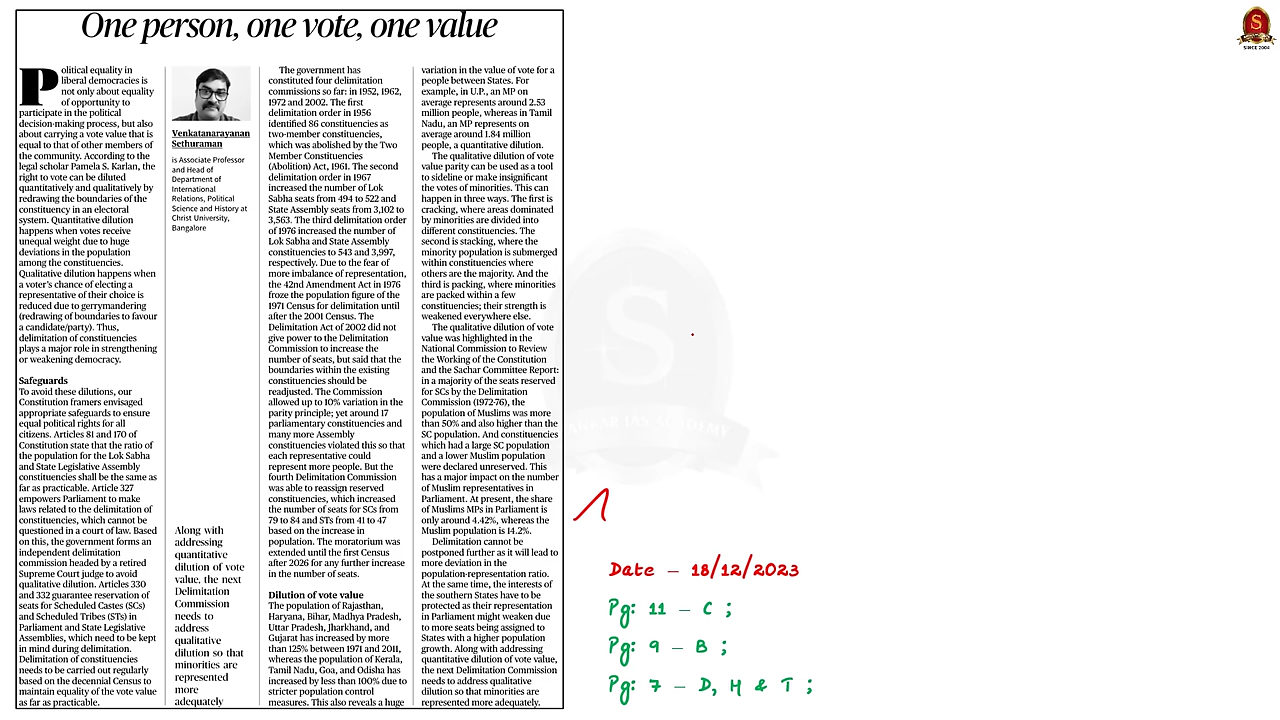 One person, one vote, one value
Political equality in
liberal democracies is
not only about equality
of opportunity to
participate in the political
decision-making process, but also
about carrying a vote value that is
equal to that of other members of
the community. According to the
legal scholar Pamela S. Karlan, the
right to vote can be diluted
quantitatively and qualitatively by
redrawing the boundaries of the
constituency in an electoral
system. Quantitative dilution
happens when votes receive
unequal weight due to huge
deviations in the population
among the constituencies.
Qualitative dilution happens when
a voter's chance of electing a
representative of their choice is
reduced due to gerrymandering
(redrawing of boundaries to favour
a candidate/party). Thus,
delimitation of constituencies
plays a major role in strengthening
or weakening democracy.
Safeguards
To avoid these dilutions, our
Constitution framers envisaged
appropriate safeguards to ensure
equal political rights for all
citizens. Articles 81 and 170 of
Constitution state that the ratio of
the population for the Lok Sabha
and State Legislative Assembly
constituencies shall be the same as
far as practicable. Article 327
empowers Parliament to make
laws related to the delimitation of
constituencies, which cannot be
questioned in a court of law. Based
on this, the government forms an
independent delimitation
commission headed by a retired
Supreme Court judge to avoid
qualitative dilution. Articles 330
and 332 guarantee reservation of
seats for Scheduled Castes (SCs)
and Scheduled Tribes (STs) in
Parliament and State Legislative
Assemblies, which need to be kept
in mind during delimitation.
Delimitation of constituencies
needs to be carried out regularly
based on the decennial Census to
maintain equality of the vote value
as far as practicable.
Venkatanarayanan
Sethuraman
is Associate Professor
and Head of
Department of
International
Relations, Political
Science and History at
Christ University,
Bangalore
Along with
addressing
quantitative
dilution of vote
value, the next
Delimitation
Commission
needs to
address
qualitative
dilution so that
minorities are
represented
more
adequately
The government has
constituted four delimitation
commissions so far: in 1952, 1962,
1972 and 2002. The first
delimitation order in 1956
identified 86 constituencies as
two-member constituencies,
which was abolished by the Two
Member Constituencies
(Abolition) Act, 1961. The second
delimitation order in 1967
increased the number of Lok
Sabha seats from 494 to 522 and
State Assembly seats from 3,102 to
3,563. The third delimitation order
of 1976 increased the number of
Lok Sabha and State Assembly
constituencies to 543 and 3,997,
respectively. Due to the fear of
more imbalance of representation,
the 42nd Amendment Act in 1976
froze the population figure of the
1971 Census for delimitation until
after the 2001 Census. The
Delimitation Act of 2002 did not
give power to the Delimitation
Commission to increase the
number of seats, but said that the
boundaries within the existing
constituencies should be
readjusted. The Commission
allowed up to 10% variation in the
parity principle; yet around 17
parliamentary constituencies and
many more Assembly
constituencies violated this so that
each representative could
represent more people. But the
fourth Delimitation Commission
was able to reassign reserved
constituencies, which increased
the number of seats for SCs from
79 to 84 and STs from 41 to 47
based on the increase in
population. The moratorium was
extended until the first Census
after 2026 for any further increase
in the number of seats.
Dilution of vote value
The population of Rajasthan,
Haryana, Bihar, Madhya Pradesh,
Uttar Pradesh, Jharkhand, and
Gujarat has increased by more
than 125% between 1971 and 2011,
whereas the population of Kerala,
Tamil Nadu, Goa, and Odisha has
increased by less than 100% due to
stricter population control
measures. This also reveals a huge
variation in the value of vote for a
people between States. For
example, in U.P., an MP on
average represents around 2.53
million people, whereas in Tamil
Nadu, an MP represents on
average around 1.84 million
people, a quantitative dilution.
The qualitative dilution of vote
value parity can be used as a tool
to sideline or make insignificant
the votes of minorities. This can
happen in three ways. The first is
cracking, where areas dominated
by minorities are divided into
different constituencies. The
second is stacking, where the
minority population is submerged
within constituencies where
others are the majority. And the
third is packing, where minorities
are packed within a few
constituencies; their strength is
weakened everywhere else.
The qualitative dilution of vote
value was highlighted in the
National Commission to Review
the Working of the Constitution
and the Sachar Committee Report:
in a majority of the seats reserved
for SCs by the Delimitation
Commission (1972-76), the
population of Muslims was more
than 50% and also higher than the
SC population. And constituencies
which had a large SC population
and a lower Muslim population
were declared unreserved. This
has a major impact on the number
of Muslim representatives in
Parliament. At present, the share
of Muslims MPs in Parliament is
only around 4.42%, whereas the
Muslim population is 14.2%.
Delimitation cannot be
postponed further as it will lead to
more deviation in the
population-representation ratio.
At the same time, the interests of
the southern States have to be
protected as their representation
in Parliament might weaken due
to more seats being assigned to
States with a higher population
growth. Along with addressing
quantitative dilution of vote value,
the next Delimitation Commission
needs to address qualitative
dilution so that minorities are
represented more adequately.
S
SINCE 2004
Date – 18/12/2023
Pg: 11 – C ;
Pg: 9 – B ;
Pg: 7 – D, H & T ;